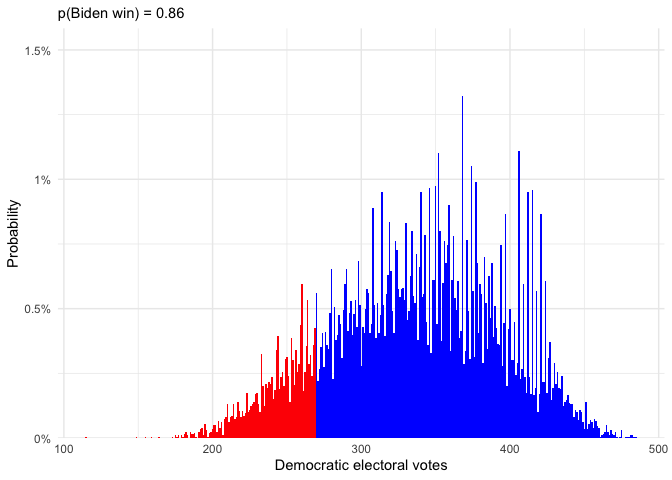 p(Biden win) = 0.86
1.5%
1%
0.5%
0%
Probability
100 200 300 400 500
Democratic electoral votes